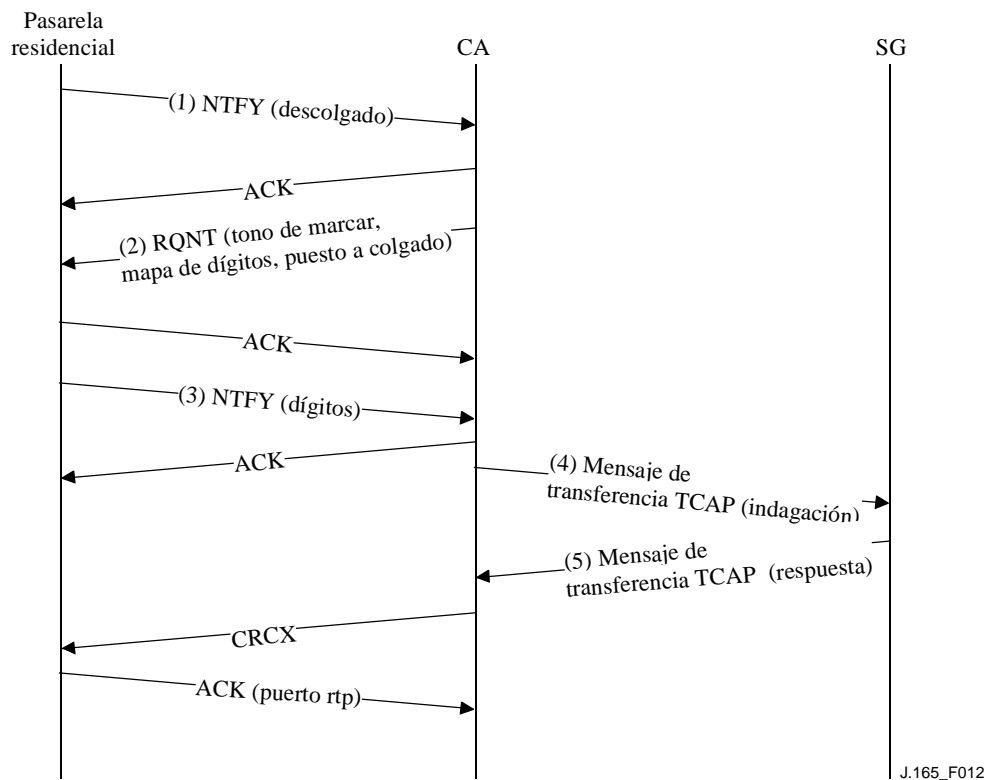 Pasarela
residencial
CA
SG
(1) NTFY (descolgado)
ACK
(2) RQNT (tono de marcar,
mapa de dígitos, puesto a colgado)
ACK
(3) NTFY (dígitos)
ACK
(4) Mensaje de
transferencia TCAP (indagación)
(5) Mensaje de
transferencia TCAP (respuesta)
CRCX
ACK (puerto rtp)
J.165_F012